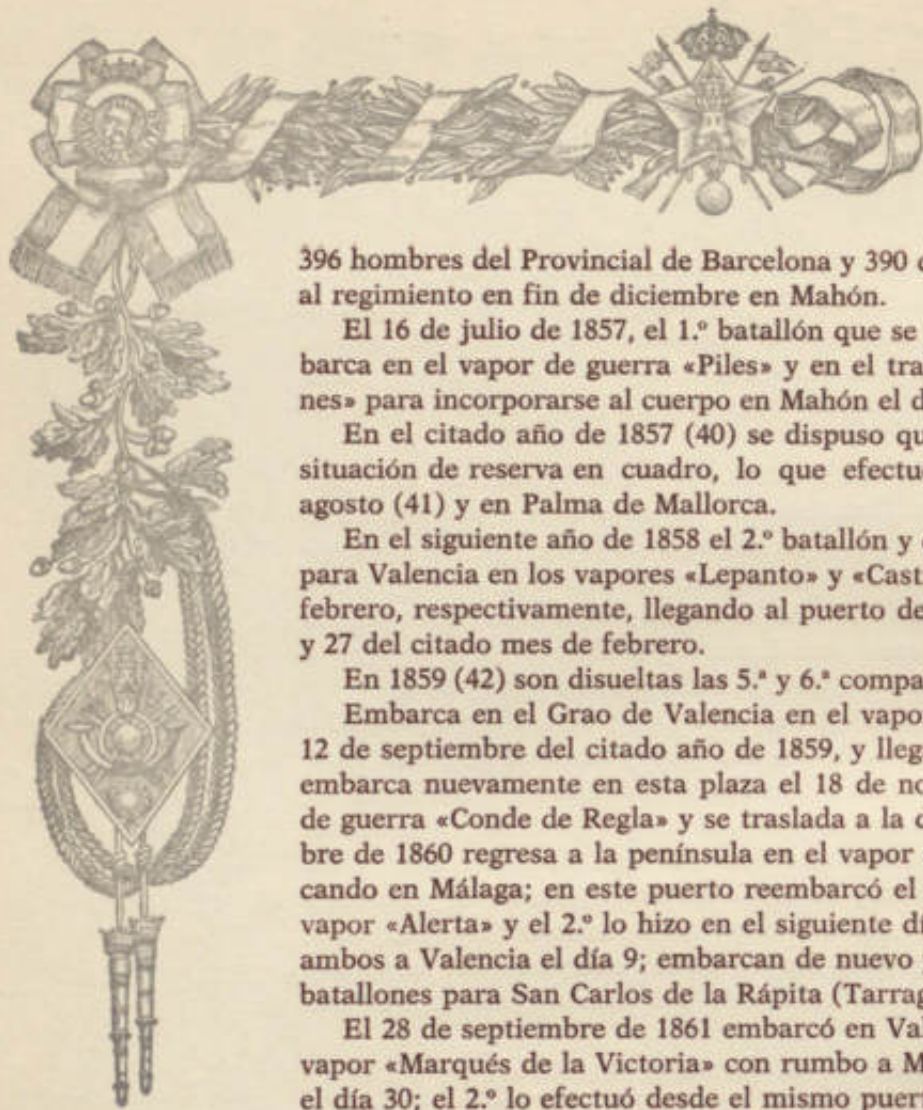 396 hombres del Provincial de Barcelona y 390
al regimiento en fin de diciembre en Mahón.
El 16 de julio de 1857, el 1.º batallón que se
barca en el vapor de guerra «Piles» y en el tra
nes» para incorporarse al cuerpo en Mahón el d
En el citado año de 1857 (40) se dispuso qu
situación de reserva en cuadro, lo que efectu
agosto (41) y en Palma de Mallorca.
En el siguiente año de 1858 el 2.º batallón y
para Valencia en los vapores «Lepanto» y «Cast
febrero, respectivamente, llegando al puerto de
y 27 del citado mes de febrero.
En 1859 (42) son disueltas las 5.ª y 6.ª compa
Embarca en el Grao de Valencia en el vapo
12 de septiembre del citado año de 1859, y lleg
embarca nuevamente en esta plaza el 18 de no
de guerra «Conde de Regla» y se traslada a la
bre de 1860 regresa a la península en el vapor
cando en Málaga; en este puerto reembarcó el
vapor «Alerta» y el 2.º lo hizo en el siguiente d
ambos a Valencia el día 9; embarcan de nuevo
batallones para San Carlos de la Rápita (Tarrag
El 28 de septiembre de 1861 embarcó en Val
vapor «Marqués de la Victoria» con rumbo a M
el día 30; el 2.º lo efectuó desde el mismo puer